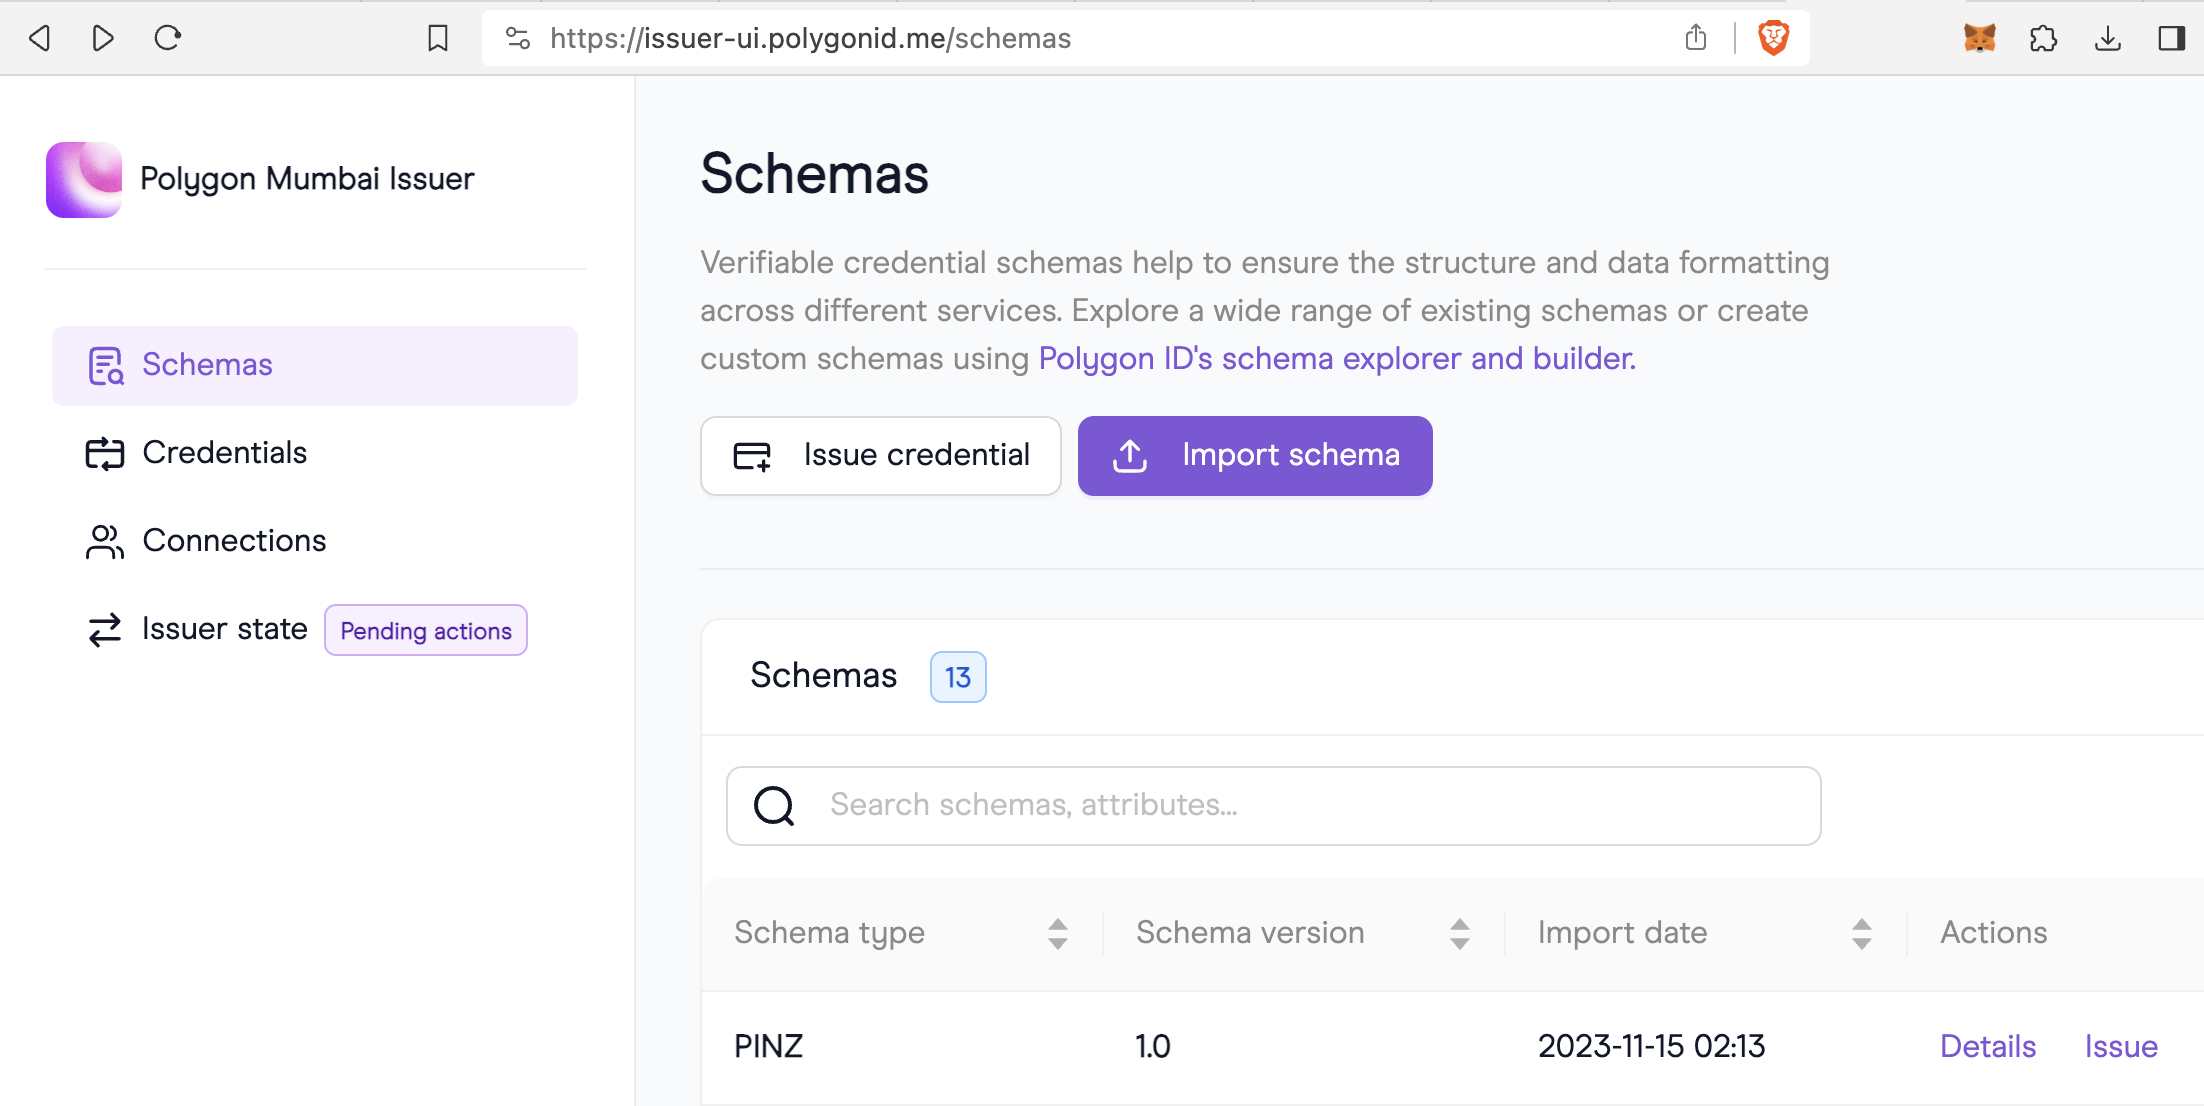 https://issuer-ui.polygonid.me/schemas
Polygon Mumbai Issuer
Schemas
Credentials
Connections
Issuer state Pending actions
Schemas
Verifiable credential schemas help to ensure the structure and data formatting
across different services. Explore a wide range of existing schemas or create
custom schemas using Polygon ID's schema explorer and builder.
Issue credential Import schema
Schemas 13
Search schemas, attributes...
Schema type Schema version Import date Actions
PINZ 1.0 2023-11-15 02:13 Details Issue